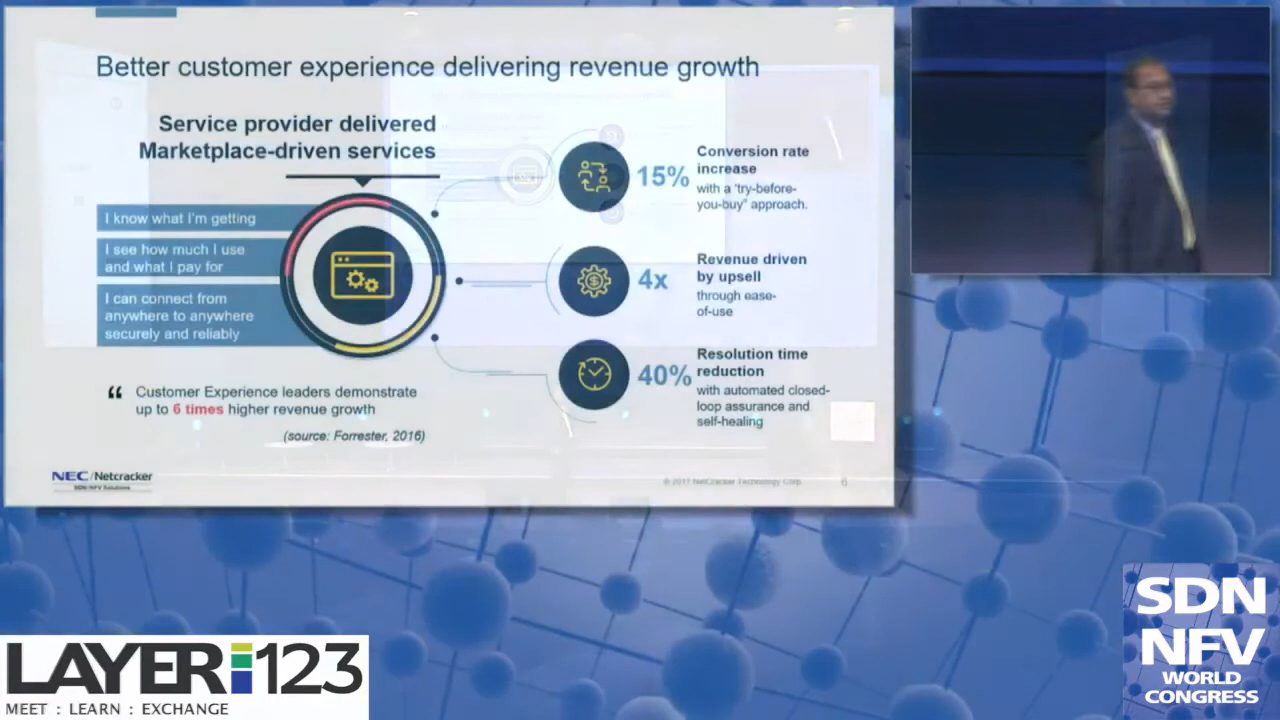 Better customer experience delivering revenue growth
Service provider delivered
Marketplace-driven services
I know what I'm getting
I see how much I use
and what I pay for
I can connect from
anywhere to anywhere
securely and reliably
“ Customer Experience leaders demonstrate
up to 6 times higher revenue growth
(source: Forrester, 2016)
15%
Conversion rate
increase
with a 'try-before-
you-buy" approach.
4x
Revenue driven
by upsell
through ease-
of-use
40%
Resolution time
reduction
with automated closed-
loop assurance and
self-healing
NEC/Netcracker
SDN-NFV Solutions
© 2017 NetCracker Technology Corp.
6
LAYER123
MEET : LEARN : EXCHANGE
SDN
NFV
WORLD
CONGRESS